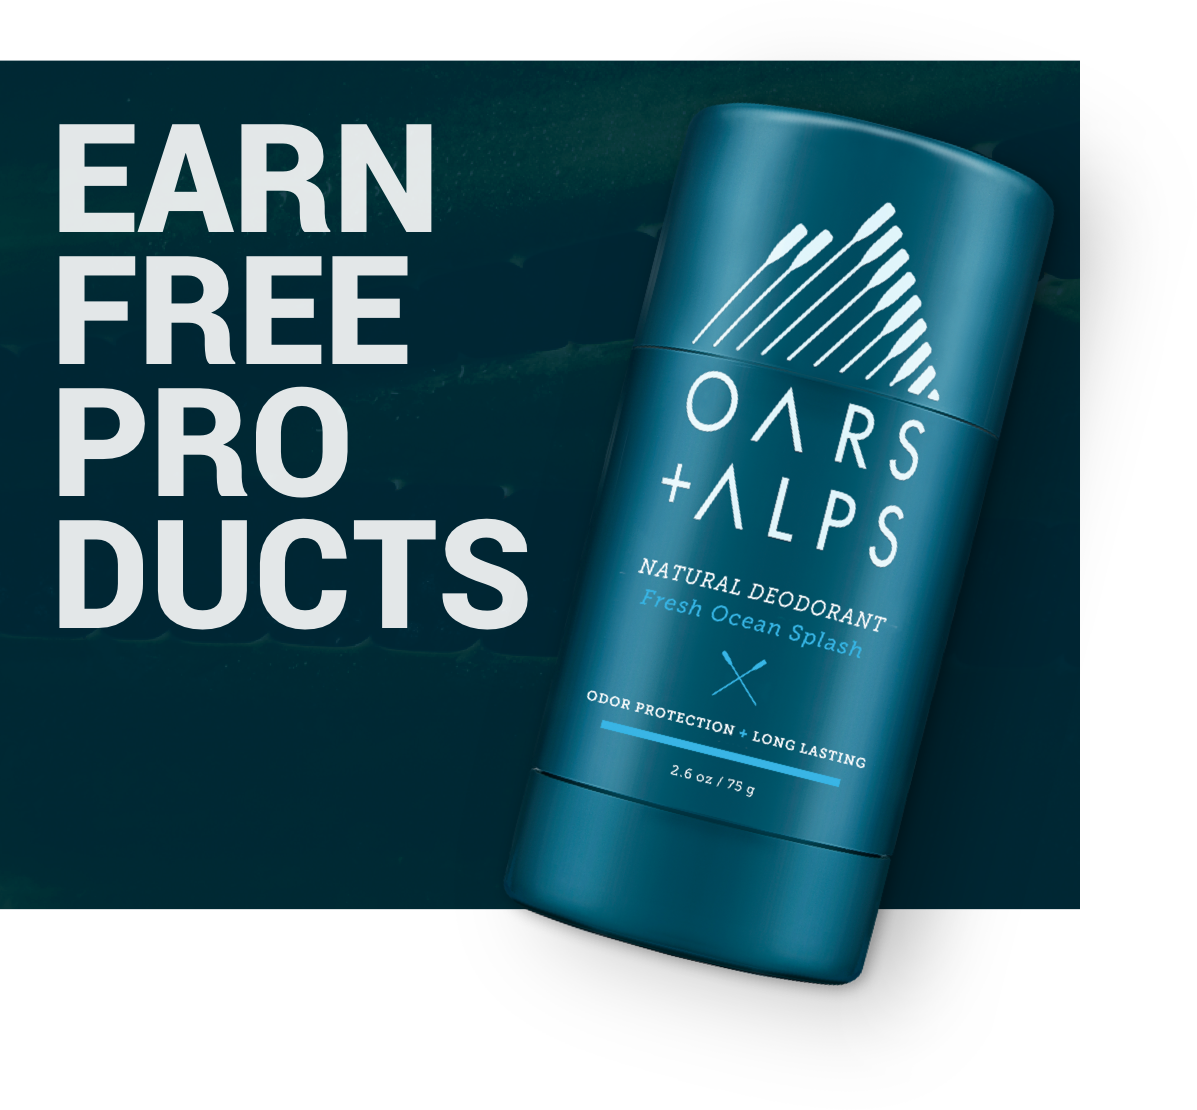 EARN
FREE
PRO
DUCTS
OARS
+ALPS
NATURAL DEODORANT
Fresh Ocean Splash
ODOR PROTECTION + LONG LASTING
2.6 oz / 75 g